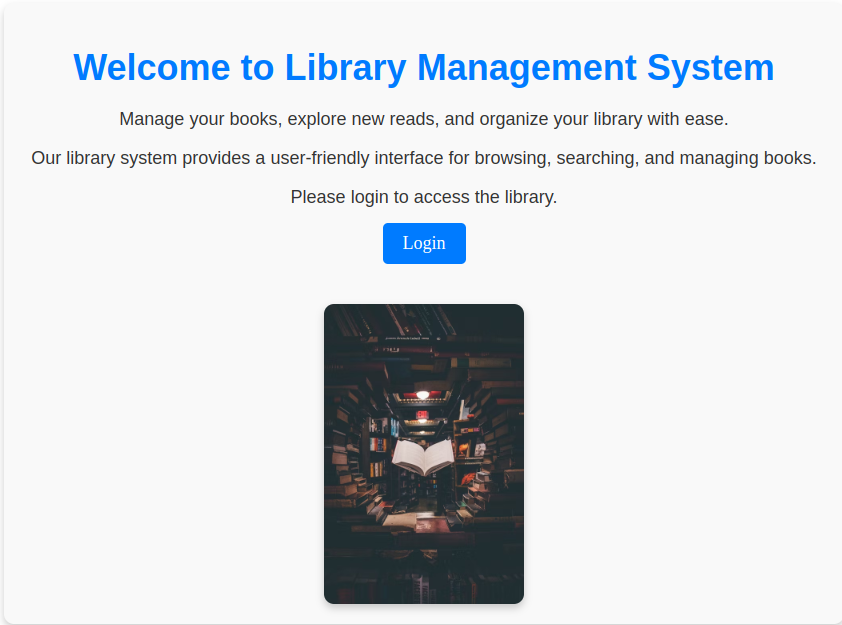 Welcome to Library Management System
Manage your books, explore new reads, and organize your library with ease.
Our library system provides a user-friendly interface for browsing, searching, and managing books.
Please login to access the library.
Login